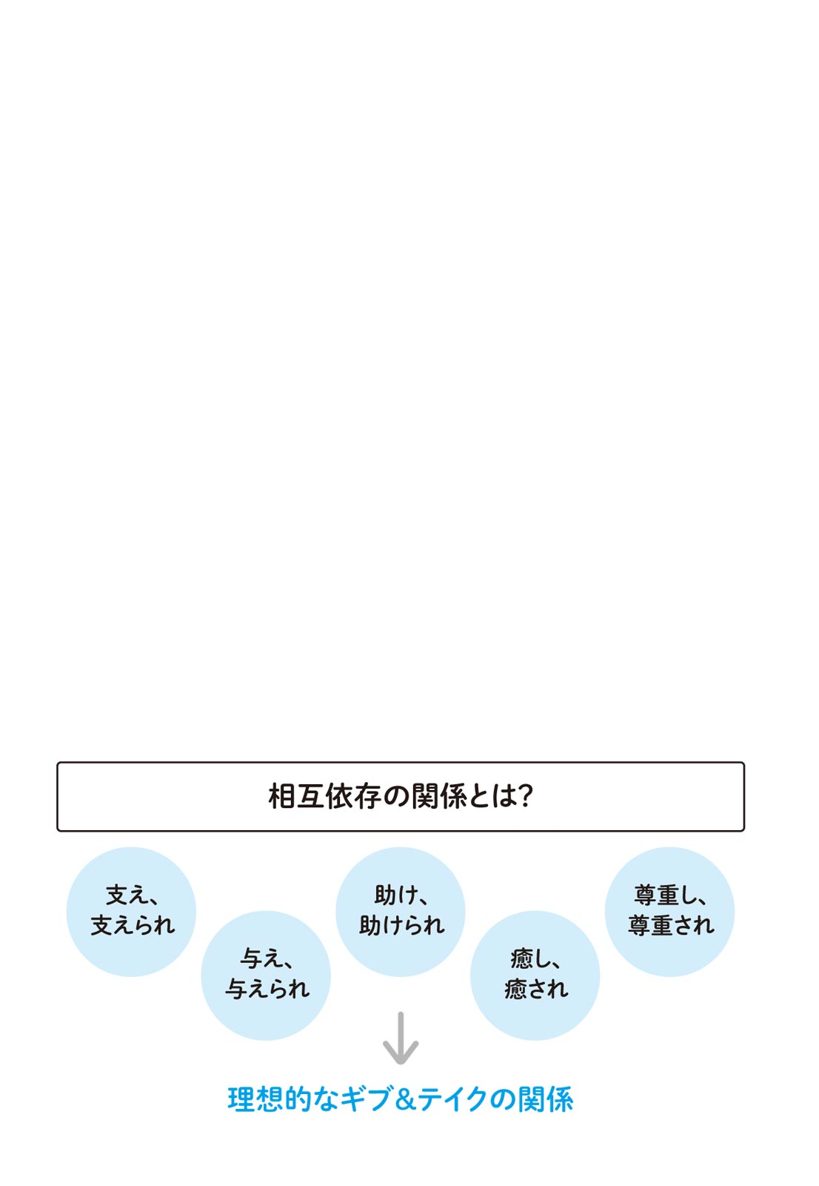 相互依存の関係とは?
支え、
支えられ
与え、
与えられ
助け、
助けられ
癒し、
癒され
尊重し、
尊重され
理想的なギブ&テイクの関係